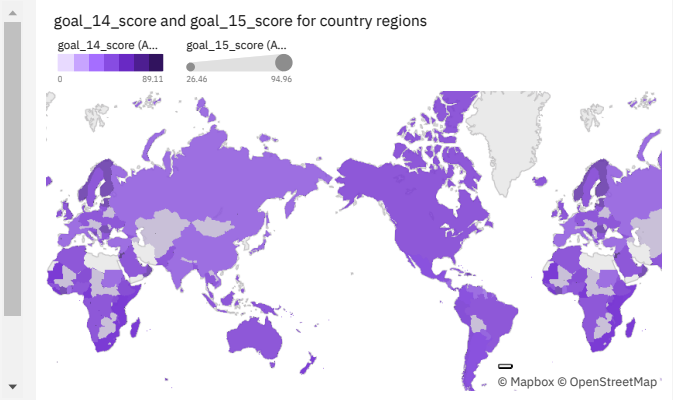 goal_14_score and goal_15_score for country regions
goal_14_score (A... goal_15_score (A...
0 89.11 26.46 94.96
© Mapbox © OpenStreetMap